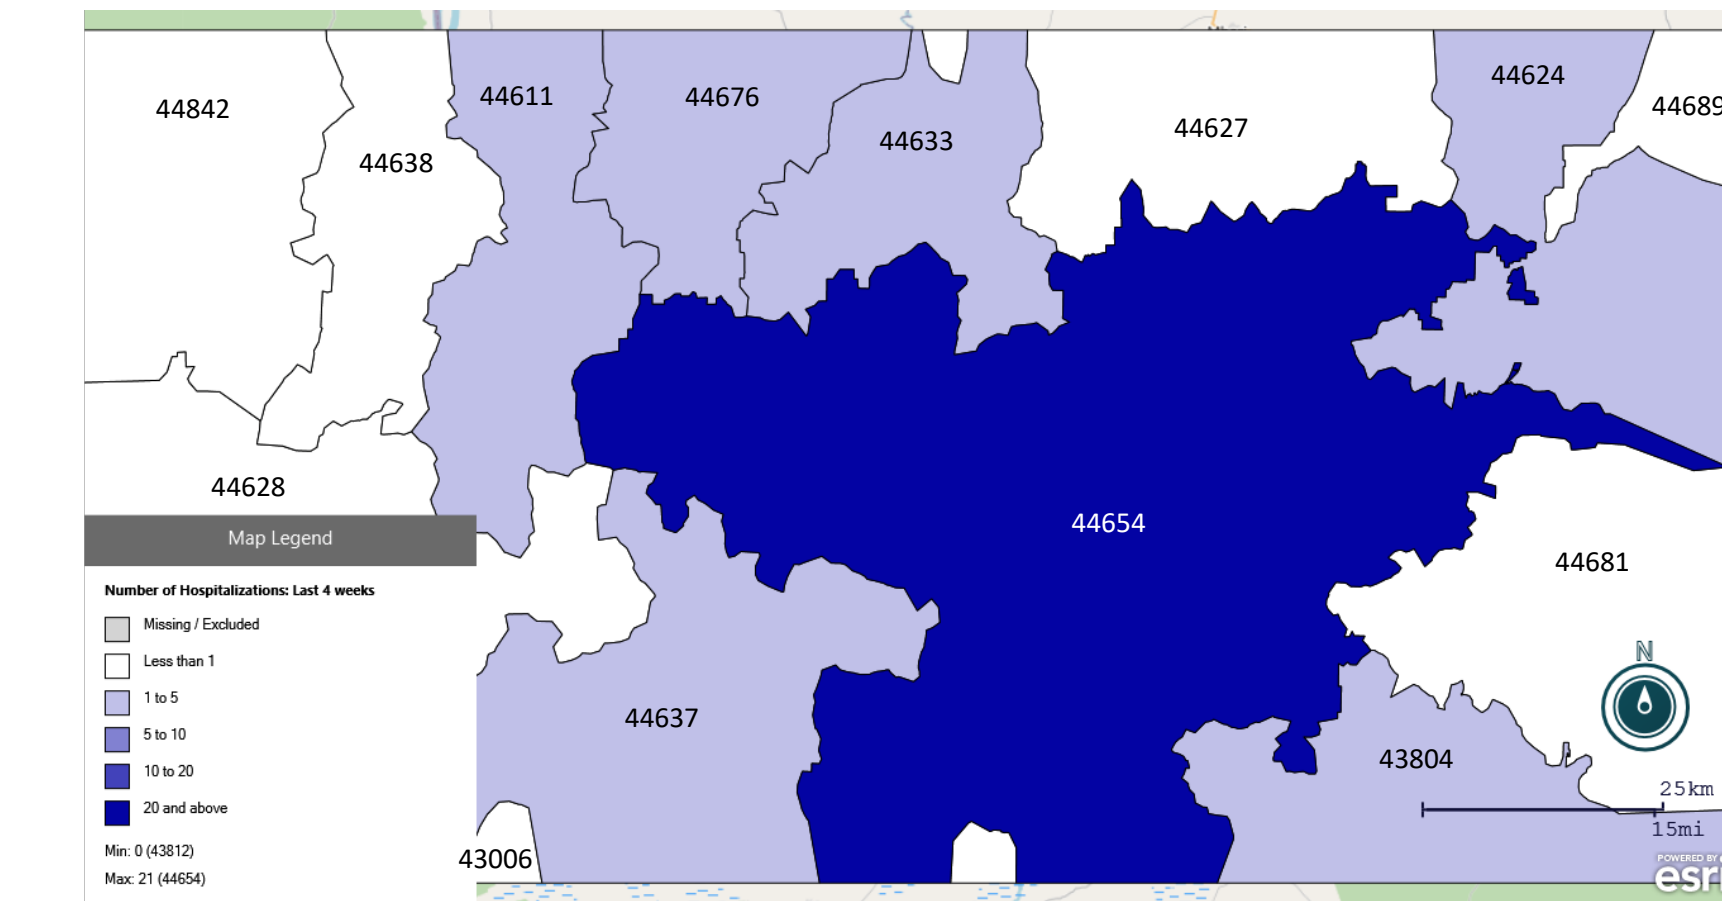 44624
44611
44676
44842
44689
44627
44633
44638
44628
44654
Map Legend
44681
Number of Hospitalizations: Last 4 weeks
Missing / Excluded
Less than 1
N
1 to 5
44637
5 to 10
43804
10 to 20
25km
20 and above
15mi
Min: 0 (43812)
43006
POWERED BY
esri
Max: 21 (44654)